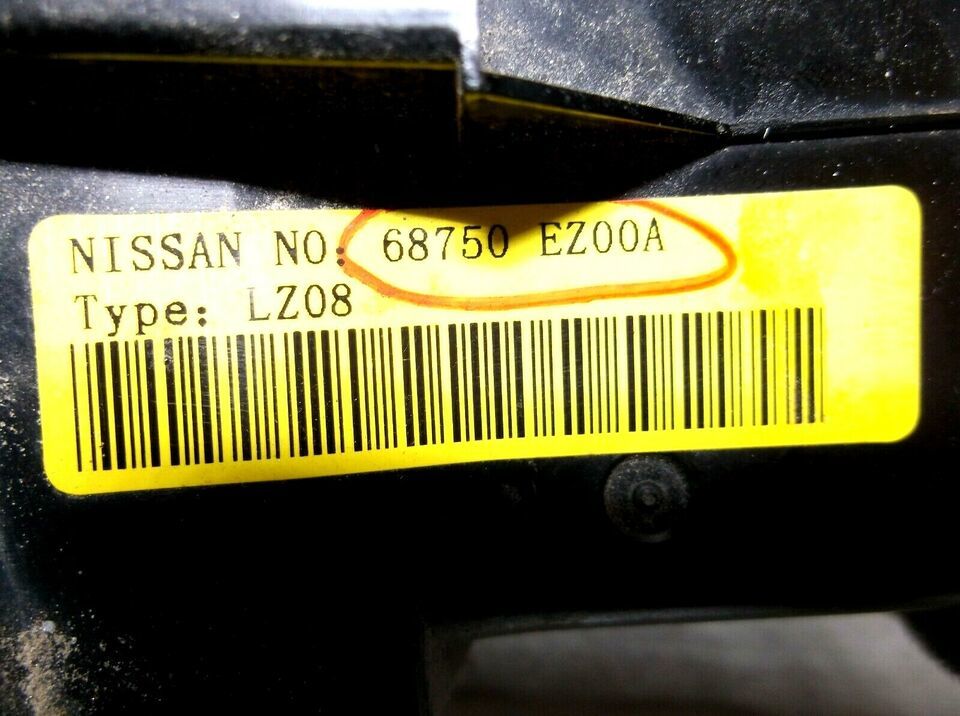 NISSAN NO: 68750 EZ00A
Type: LZ08